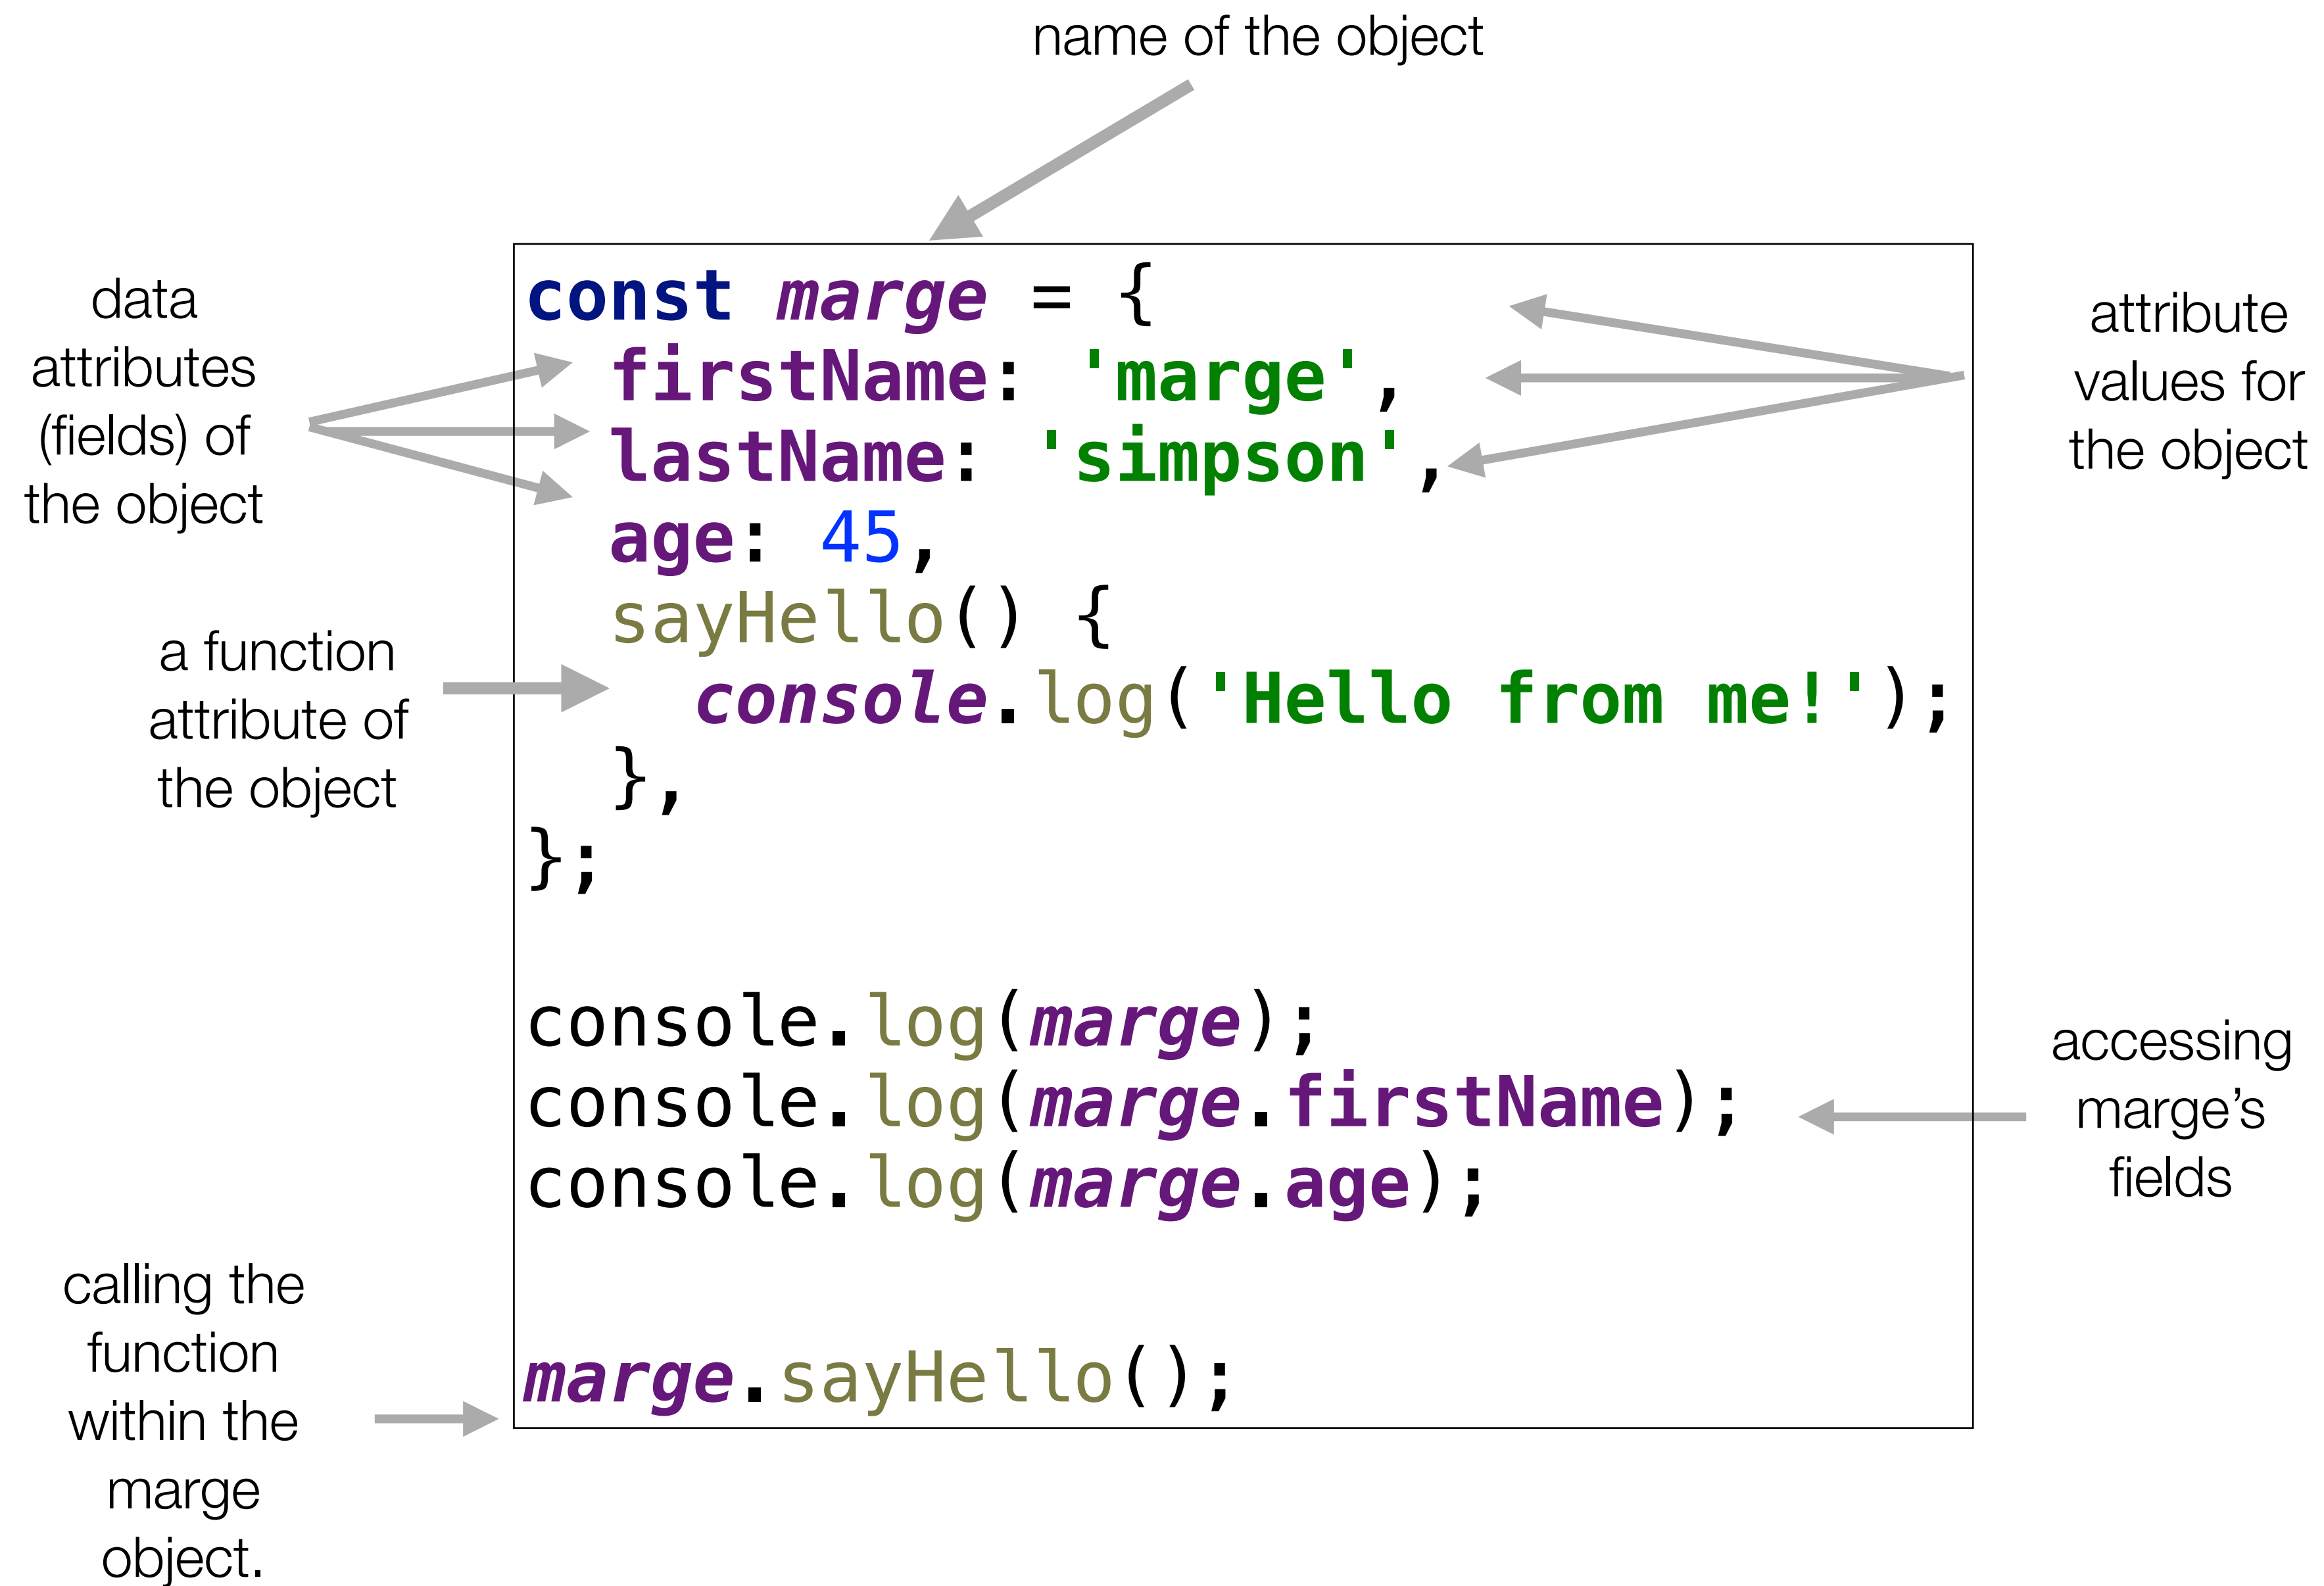 name of the object
data
attributes
(fields) of
the object
attribute
values for
the object
const marge = {
firstName: 'marge',
lastName: 'simpson',
age: 45,
sayHello() {
console.log('Hello from me!');
},
};
a function
attribute of
the object
console.log(marge);
console.log(marge.firstName);
console.log(marge.age);
accessing
marge’s
fields
calling the
function
within the
marge
object.
marge.sayHello();